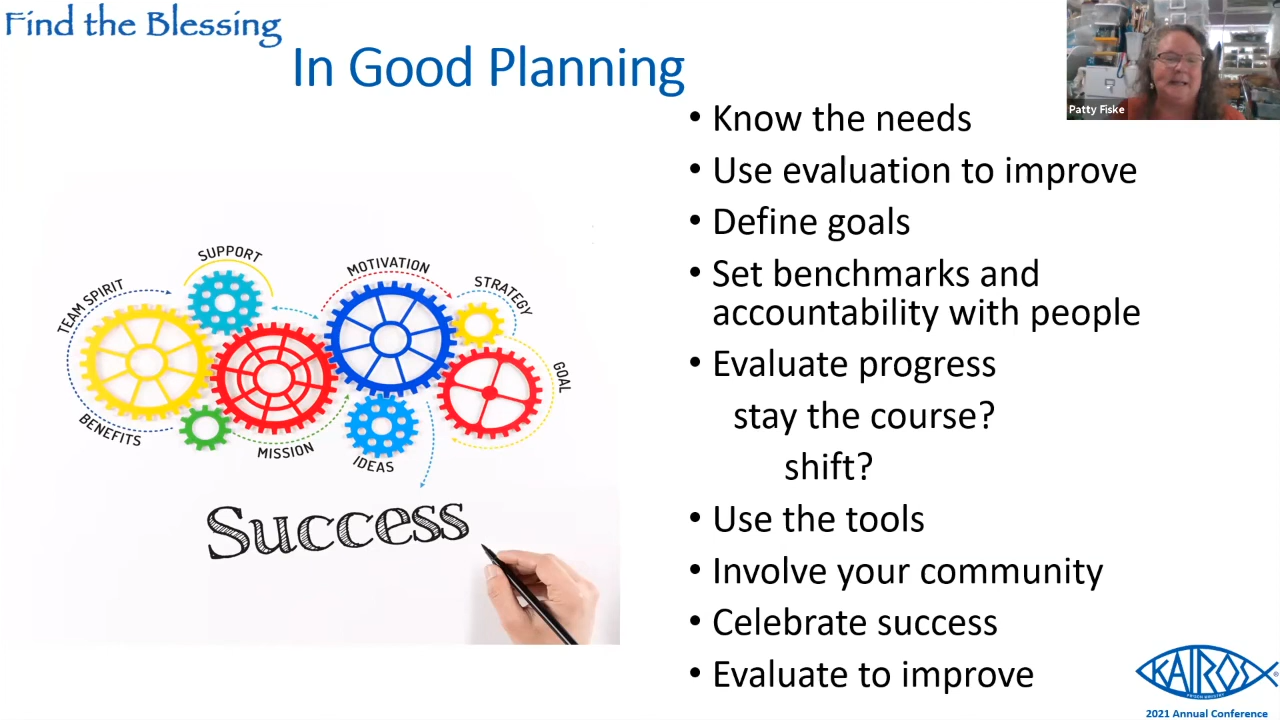 Find the Blessing
In Good Planning
Patty Fiske
• Know the needs
• Use evaluation to improve
• Define goals
• Set benchmarks and
accountability with people
• Evaluate progress
stay the course?
shift?
• Use the tools
• Involve your community
• Celebrate success
• Evaluate to improve
TEAM SPIRIT
SUPPORT
MOTIVATION
STRATEGY
GOAL
BENEFITS
MISSION
IDEAS
Success
KAIROS
PRISON MINISTRY
®
2021 Annual Conference